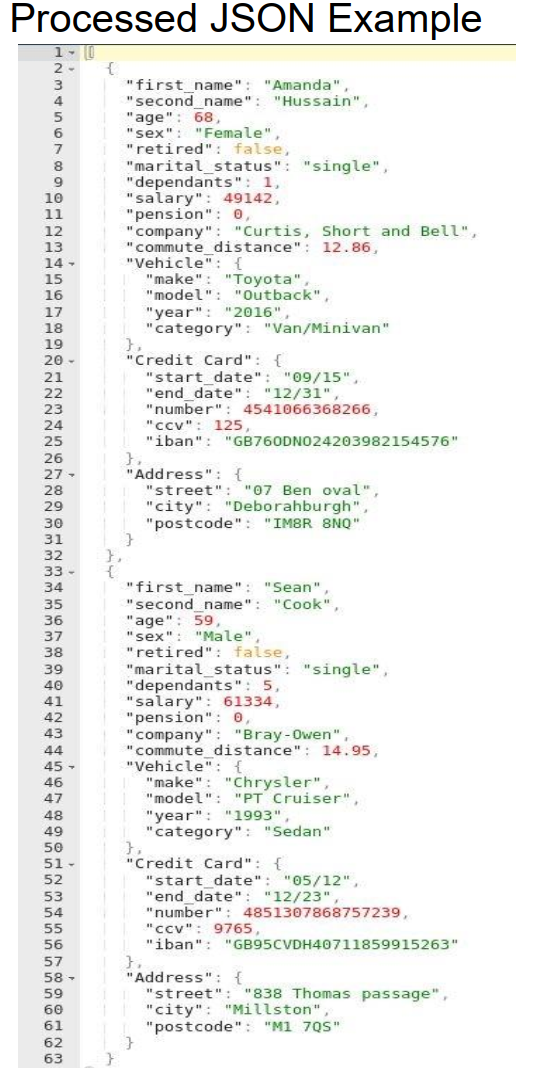 Processed JSON Example
1 [
2 {
3 "first_name": "Amanda",
4 "second_name": "Hussain",
5 "age": 68,
6 "sex": "Female",
7 "retired": false,
8 "marital_status": "single",
9 "dependants": 1,
10 "salary": 49142,
11 "pension": 0,
12 "company": "Curtis, Short and Bell",
13 "commute_distance": 12.86,
14 "Vehicle": {
15 "make": "Toyota",
16 "model": "Outback",
17 "year": "2016",
18 "category": "Van/Minivan"
19 },
20 "Credit Card": {
21 "start_date": "09/15",
22 "end_date": "12/31",
23 "number": 4541066368266,
24 "ccv": 125,
25 "iban": "GB76ODNO24203982154576"
26 },
27 "Address": {
28 "street": "07 Ben oval",
29 "city": "Deborahburgh",
30 "postcode": "IM8R 8NQ"
31 }
32 },
33 {
34 "first_name": "Sean",
35 "second_name": "Cook",
36 "age": 59,
37 "sex": "Male",
38 "retired": false,
39 "marital_status": "single",
40 "dependants": 5,
41 "salary": 61334,
42 "pension": 0,
43 "company": "Bray-Owen",
44 "commute_distance": 14.95,
45 "Vehicle": {
46 "make": "Chrysler",
47 "model": "PT Cruiser",
48 "year": "1993",
49 "category": "Sedan"
50 },
51 "Credit Card": {
52 "start_date": "05/12",
53 "end_date": "12/23",
54 "number": 4851307868757239,
55 "ccv": 9765,
56 "iban": "GB95CVDH40711859915263"
57 },
58 "Address": {
59 "street": "838 Thomas passage",
60 "city": "Millston",
61 "postcode": "M1 7QS"
62 }
63 }